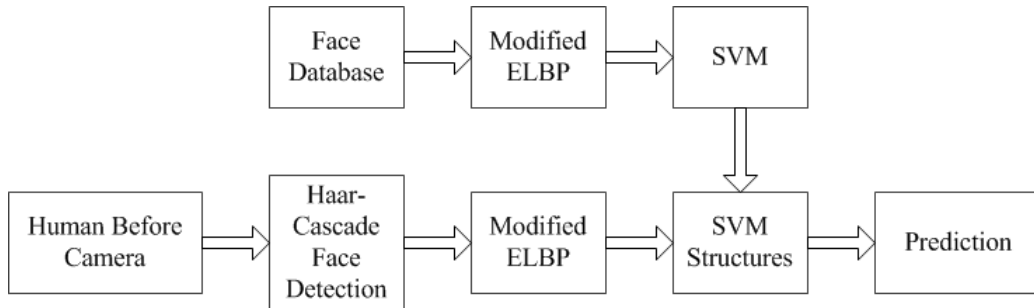 Face
Database
Modified
ELBP
SVM
Human Before
Camera
Haar-
Cascade
Face
Detection
Modified
ELBP
SVM
Structures
Prediction